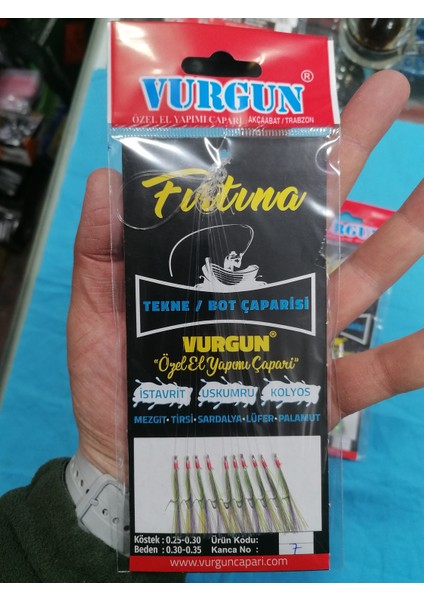 VURGUN®
ÖZEL EL YAPIMI ÇAPARİ AKÇAABAT / TRABZON
Fırtına
TEKNE / BOT ÇAPARİSİ
VURGUN®
"Özel El Yapımı Çapari"
İSTAVRİT USKUMRU KOLYOS
MEZGİT • TİRSİ • SARDALYA • LÜFER • PALAMUT
Köstek : 0.25-0.30 Ürün Kodu:
Beden : 0.30-0.35 Kanca No : 7
www.vurguncapari.com
VURGUN